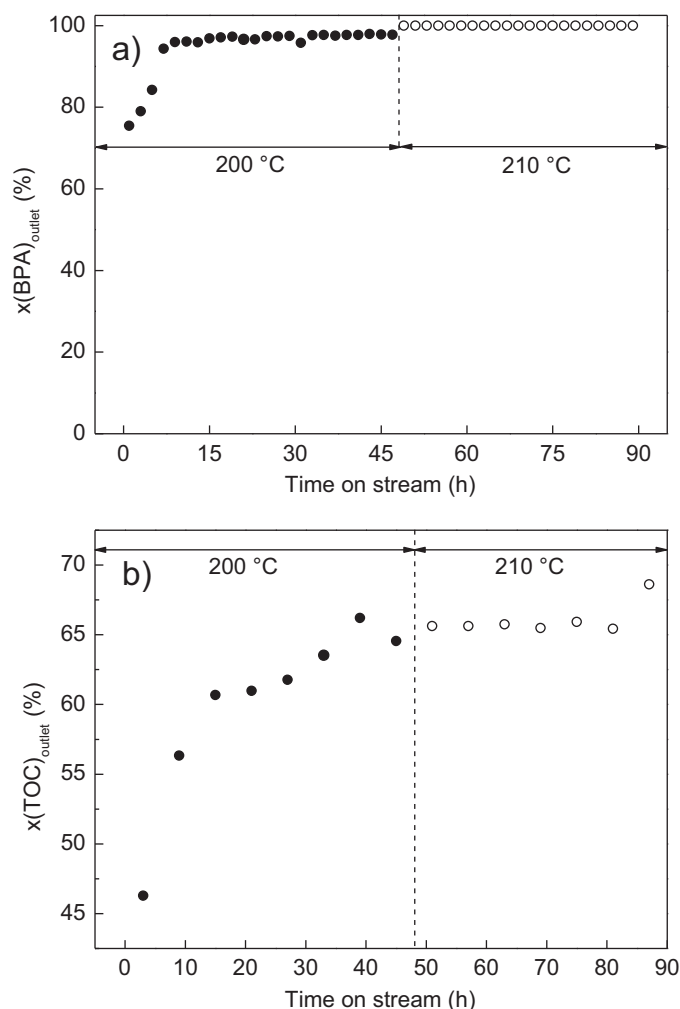 a)
100
80
60
40
20
0
x(BPA)outlet (%)
200 °C
210 °C
0 15 30 45 60 75 90
Time on stream (h)
b)
70
65
60
55
50
45
x(TOC)outlet (%)
200 °C
210 °C
0 10 20 30 40 50 60 70 80 90
Time on stream (h)